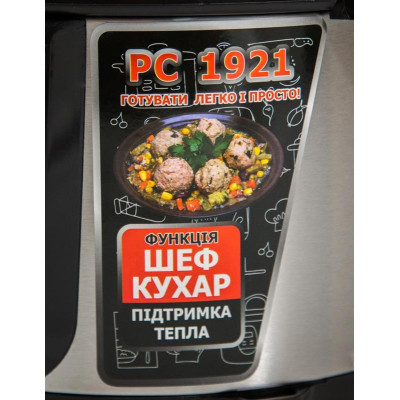 PC 1921
ГОТУВАТИ ЛЕГКО І ПРОСТО!
ФУНКЦІЯ
ШЕФ
КУХАР
ПІДТРИМКА
ТЕПЛА